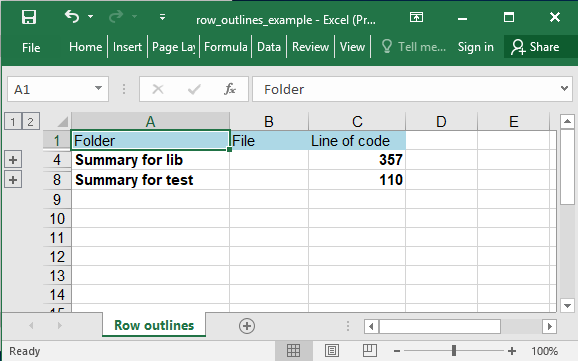 row_outlines_example - Excel (Pr...
File Home Insert Page Lay Formula Data Review View Tell me... Sign in Share
A1 fx Folder
1 2 A B C D E
1 Folder File Line of code
4 Summary for lib 357
8 Summary for test 110
9
10
11
12
13
14
15
Row outlines
Ready 100%